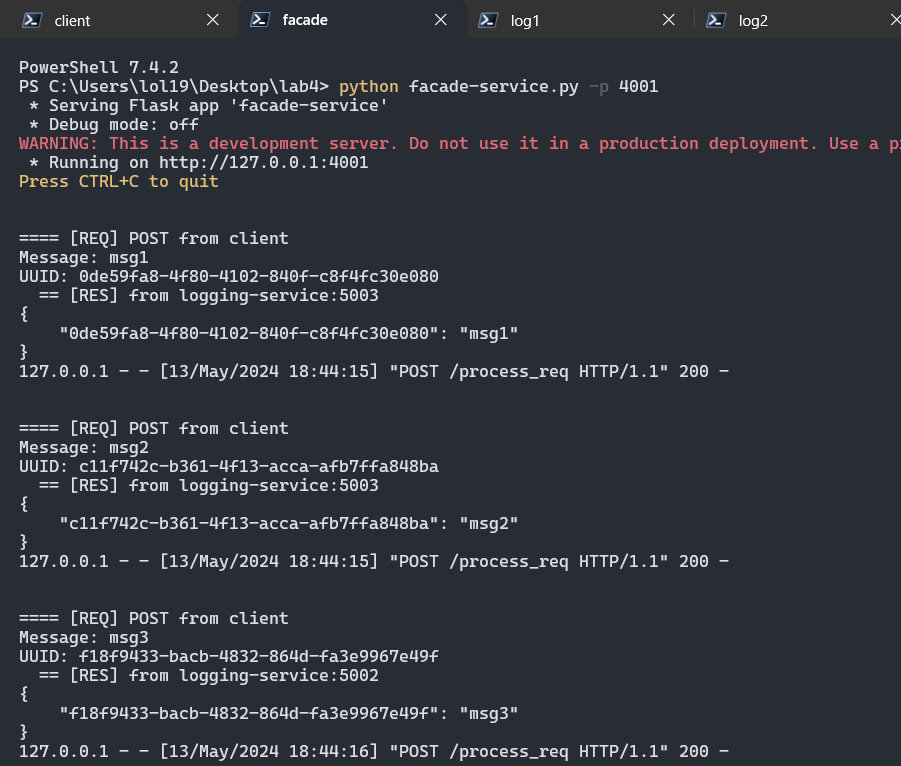 client
facade
log1
log2
PowerShell 7.4.2
PS C:\Users\lol19\Desktop\lab4> python facade-service.py -p 4001
 * Serving Flask app 'facade-service'
 * Debug mode: off
WARNING: This is a development server. Do not use it in a production deployment. Use a
 * Running on http://127.0.0.1:4001
Press CTRL+C to quit
==== [REQ] POST from client
Message: msg1
UUID: 0de59fa8-4f80-4102-840f-c8f4fc30e080
  == [RES] from logging-service:5003
{
    "0de59fa8-4f80-4102-840f-c8f4fc30e080": "msg1"
}
127.0.0.1 - - [13/May/2024 18:44:15] "POST /process_req HTTP/1.1" 200 -
==== [REQ] POST from client
Message: msg2
UUID: c11f742c-b361-4f13-acca-afb7ffa848ba
  == [RES] from logging-service:5003
{
    "c11f742c-b361-4f13-acca-afb7ffa848ba": "msg2"
}
127.0.0.1 - - [13/May/2024 18:44:15] "POST /process_req HTTP/1.1" 200 -
==== [REQ] POST from client
Message: msg3
UUID: f18f9433-bacb-4832-864d-fa3e9967e49f
  == [RES] from logging-service:5002
{
    "f18f9433-bacb-4832-864d-fa3e9967e49f": "msg3"
}
127.0.0.1 - - [13/May/2024 18:44:16] "POST /process_req HTTP/1.1" 200 -